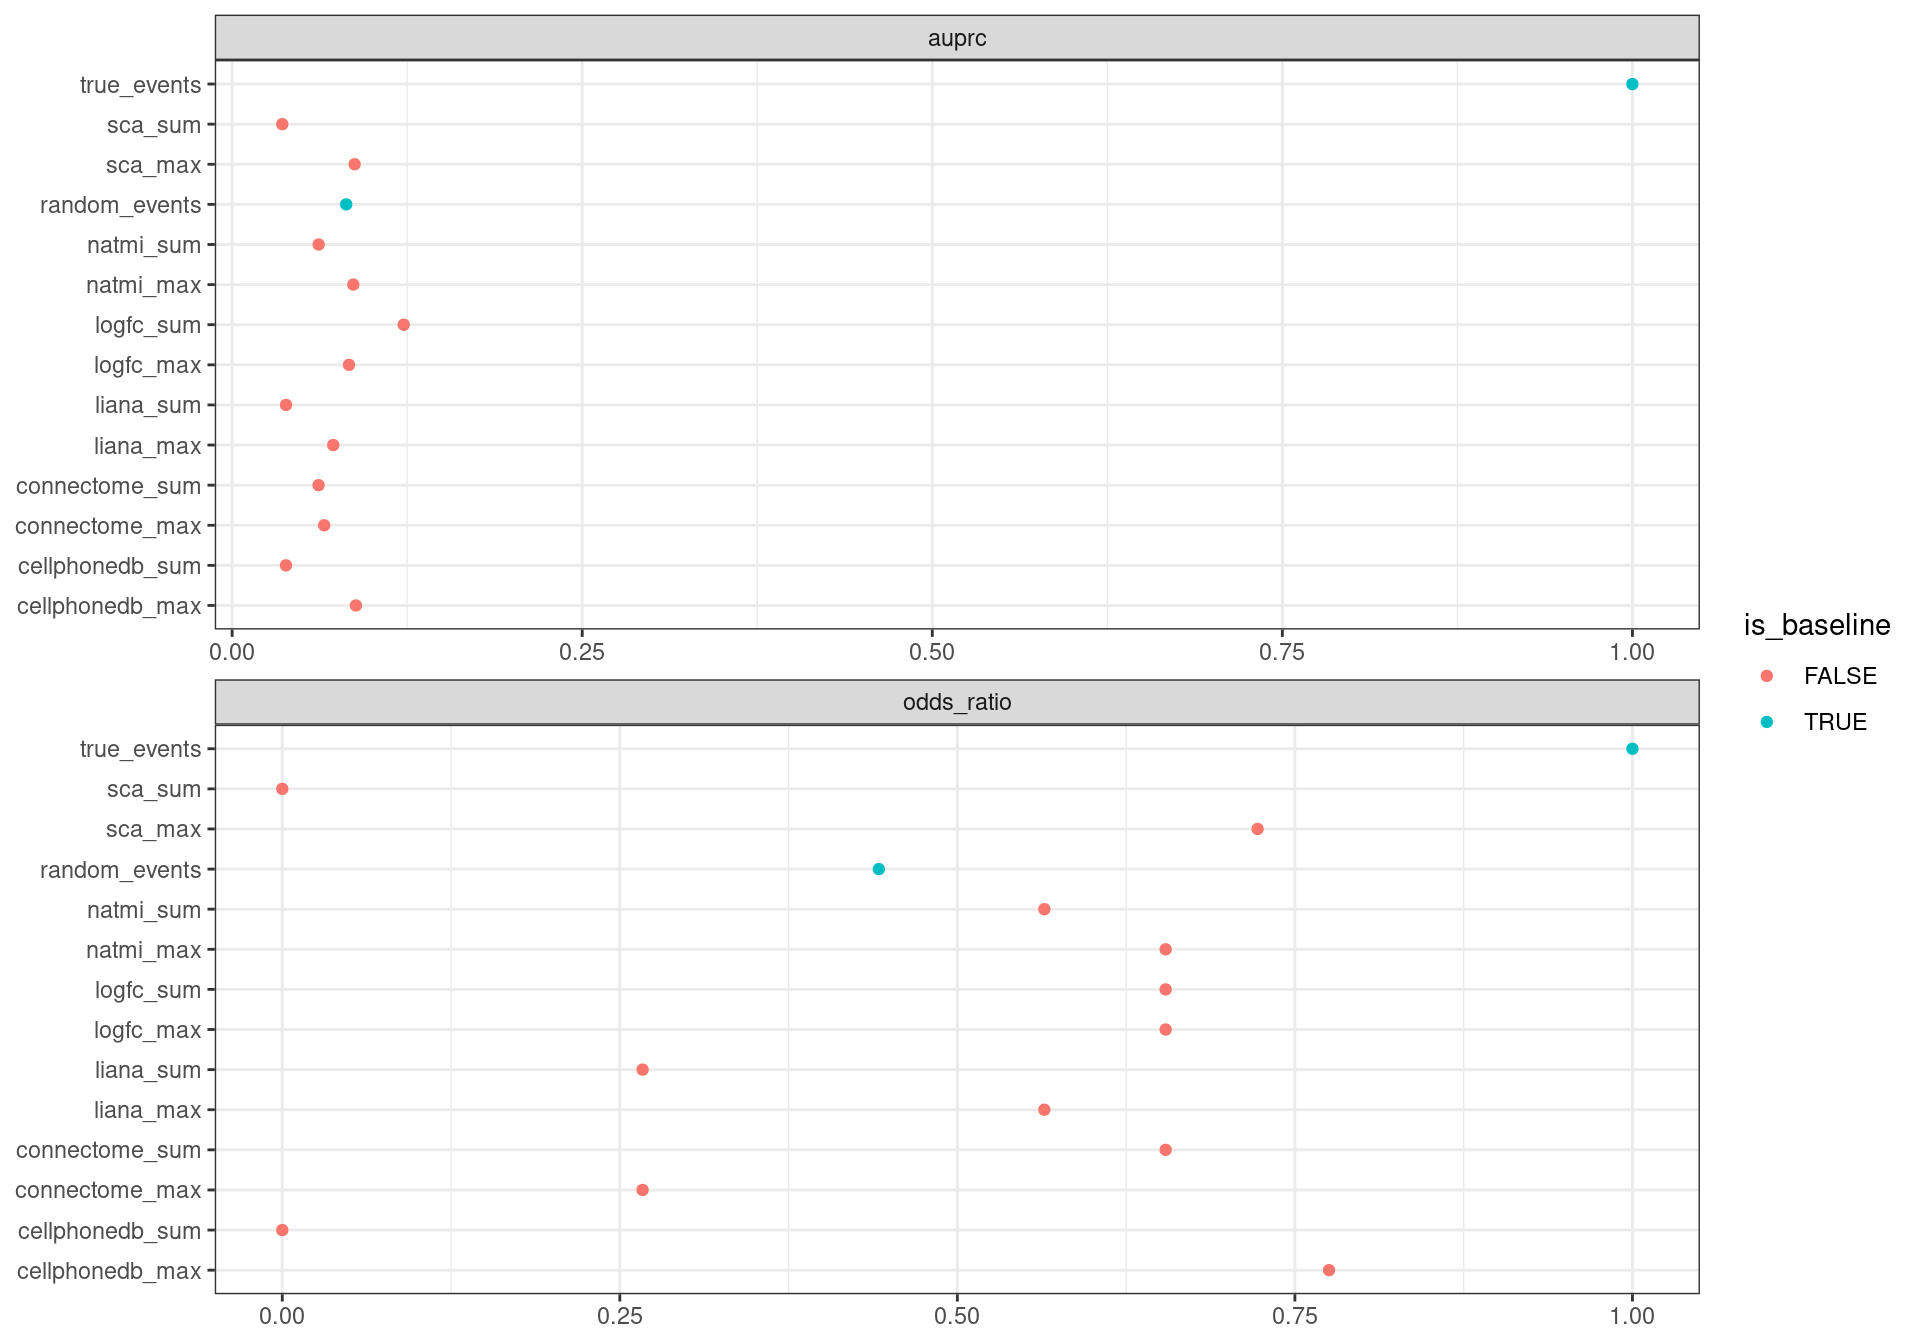 auprc
true_events
sca_sum
sca_max
random_events
natmi_sum
natmi_max
logfc_sum
logfc_max
liana_sum
liana_max
connectome_sum
connectome_max
cellphonedb_sum
cellphonedb_max
0.00 0.25 0.50 0.75 1.00
odds_ratio
true_events
sca_sum
sca_max
random_events
natmi_sum
natmi_max
logfc_sum
logfc_max
liana_sum
liana_max
connectome_sum
connectome_max
cellphonedb_sum
cellphonedb_max
0.00 0.25 0.50 0.75 1.00
is_baseline
FALSE
TRUE